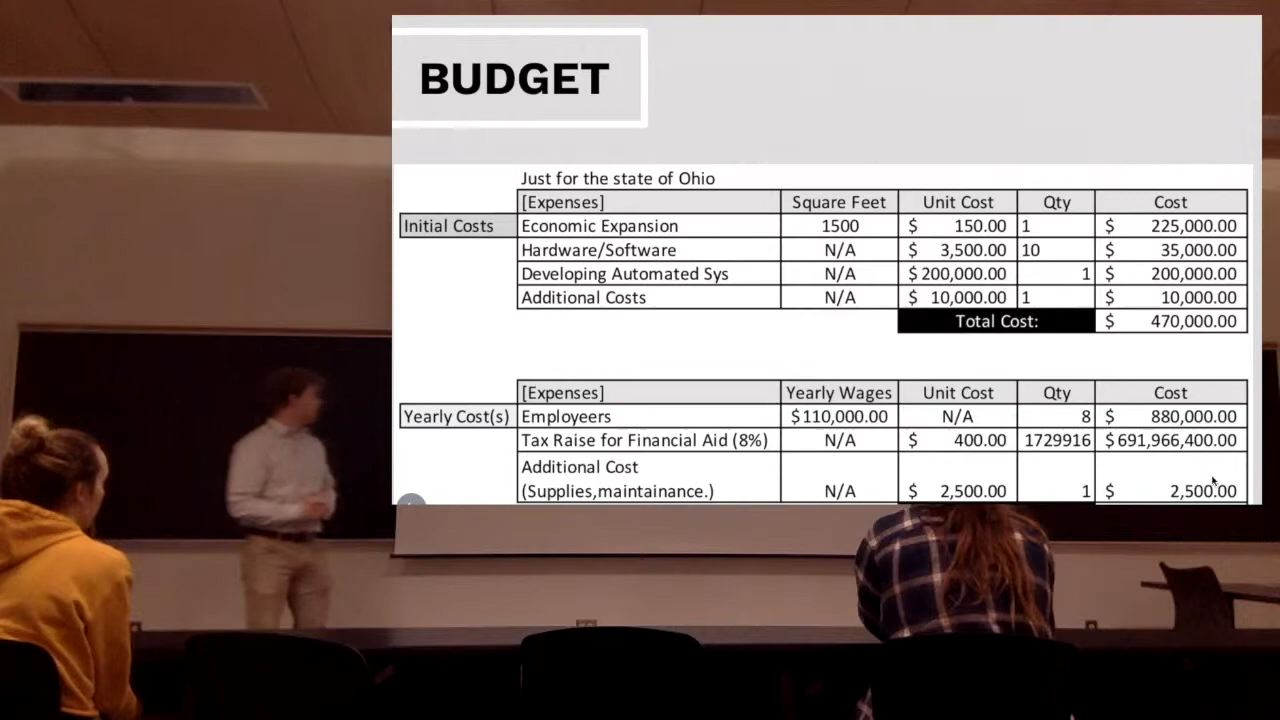 BUDGET
Just for the state of Ohio
[Expenses] Square Feet Unit Cost Qty Cost
Initial Costs Economic Expansion 1500 $ 150.00 1 $ 225,000.00
Hardware/Software N/A $ 3,500.00 10 $ 35,000.00
Developing Automated Sys N/A $ 200,000.00 1 $ 200,000.00
Additional Costs N/A $ 10,000.00 1 $ 10,000.00
Total Cost: $ 470,000.00
[Expenses] Yearly Wages Unit Cost Qty Cost
Yearly Cost(s) Employeers $110,000.00 N/A 8 $ 880,000.00
Tax Raise for Financial Aid (8%) N/A $ 400.00 1729916 $691,966,400.00
Additional Cost
(Supplies,maintainance.) N/A $ 2,500.00 1 $ 2,500.00